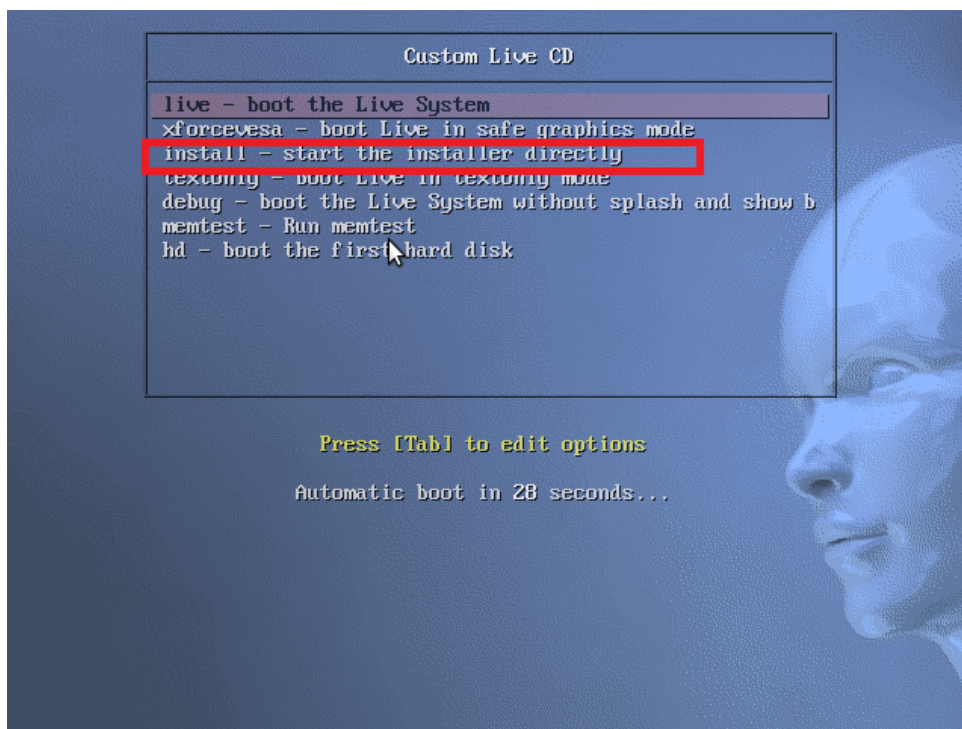 Custom Live CD
live - boot the Live System
xforcevesa - boot Live in safe graphics mode
install - start the installer directly
textonly - boot Live in textonly mode
debug - boot the Live System without splash and show b
memtest - Run memtest
hd - boot the first hard disk
Press [Tab] to edit options
Automatic boot in 28 seconds...